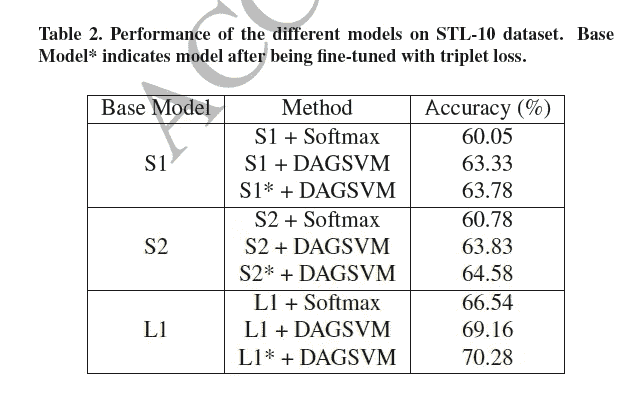 Table 2. Performance of the different models on STL-10 dataset. Base
Model* indicates model after being fine-tuned with triplet loss.
Base Model Method Accuracy (%)
S1 + Softmax 60.05
S1 S1 + DAGSVM 63.33
S1* + DAGSVM 63.78
S2 + Softmax 60.78
S2 S2 + DAGSVM 63.83
S2* + DAGSVM 64.58
L1 + Softmax 66.54
L1 L1 + DAGSVM 69.16
L1* + DAGSVM 70.28
ACC